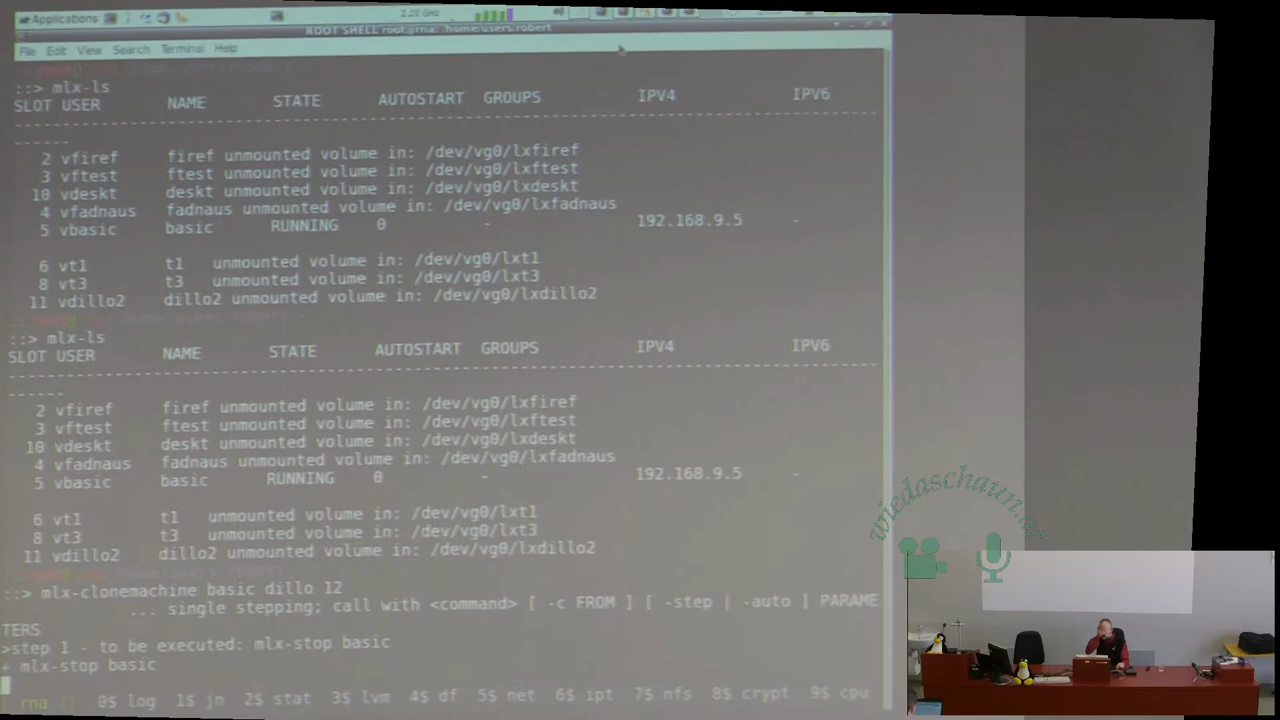 Applications 2.20 GHz
ROOT SHELL root@rna: /home/users/robert
File Edit View Search Terminal Help
::> mlx-ls
SLOT USER NAME STATE AUTOSTART GROUPS IPV4 IPV6
2 vfiref firef unmounted volume in: /dev/vg0/lxfiref
3 vftest ftest unmounted volume in: /dev/vg0/lxftest
10 vdeskt deskt unmounted volume in: /dev/vg0/lxdeskt
4 vfadnaus fadnaus unmounted volume in: /dev/vg0/lxfadnaus
5 vbasic basic RUNNING 0 - 192.168.9.5 -
6 vt1 t1 unmounted volume in: /dev/vg0/lxt1
8 vt3 t3 unmounted volume in: /dev/vg0/lxt3
11 vdillo2 dillo2 unmounted volume in: /dev/vg0/lxdillo2
::> mlx-ls
SLOT USER NAME STATE AUTOSTART GROUPS IPV4 IPV6
2 vfiref firef unmounted volume in: /dev/vg0/lxfiref
3 vftest ftest unmounted volume in: /dev/vg0/lxftest
10 vdeskt deskt unmounted volume in: /dev/vg0/lxdeskt
4 vfadnaus fadnaus unmounted volume in: /dev/vg0/lxfadnaus
5 vbasic basic RUNNING 0 - 192.168.9.5 -
6 vt1 t1 unmounted volume in: /dev/vg0/lxt1
8 vt3 t3 unmounted volume in: /dev/vg0/lxt3
11 vdillo2 dillo2 unmounted volume in: /dev/vg0/lxdillo2
::> mlx-clonemachine basic dillo 12
... single stepping; call with <command> [ -c FROM ] [ -step | -auto ] PARAME
TERS
>step 1 - to be executed: mlx-stop basic
+ mlx-stop basic
[ rna ][ 0$ log 1$ jn 2$ stat 3$ lvm 4$ df 5$ net 6$ ipt 7$ nfs 8$ crypt 9$ cpu